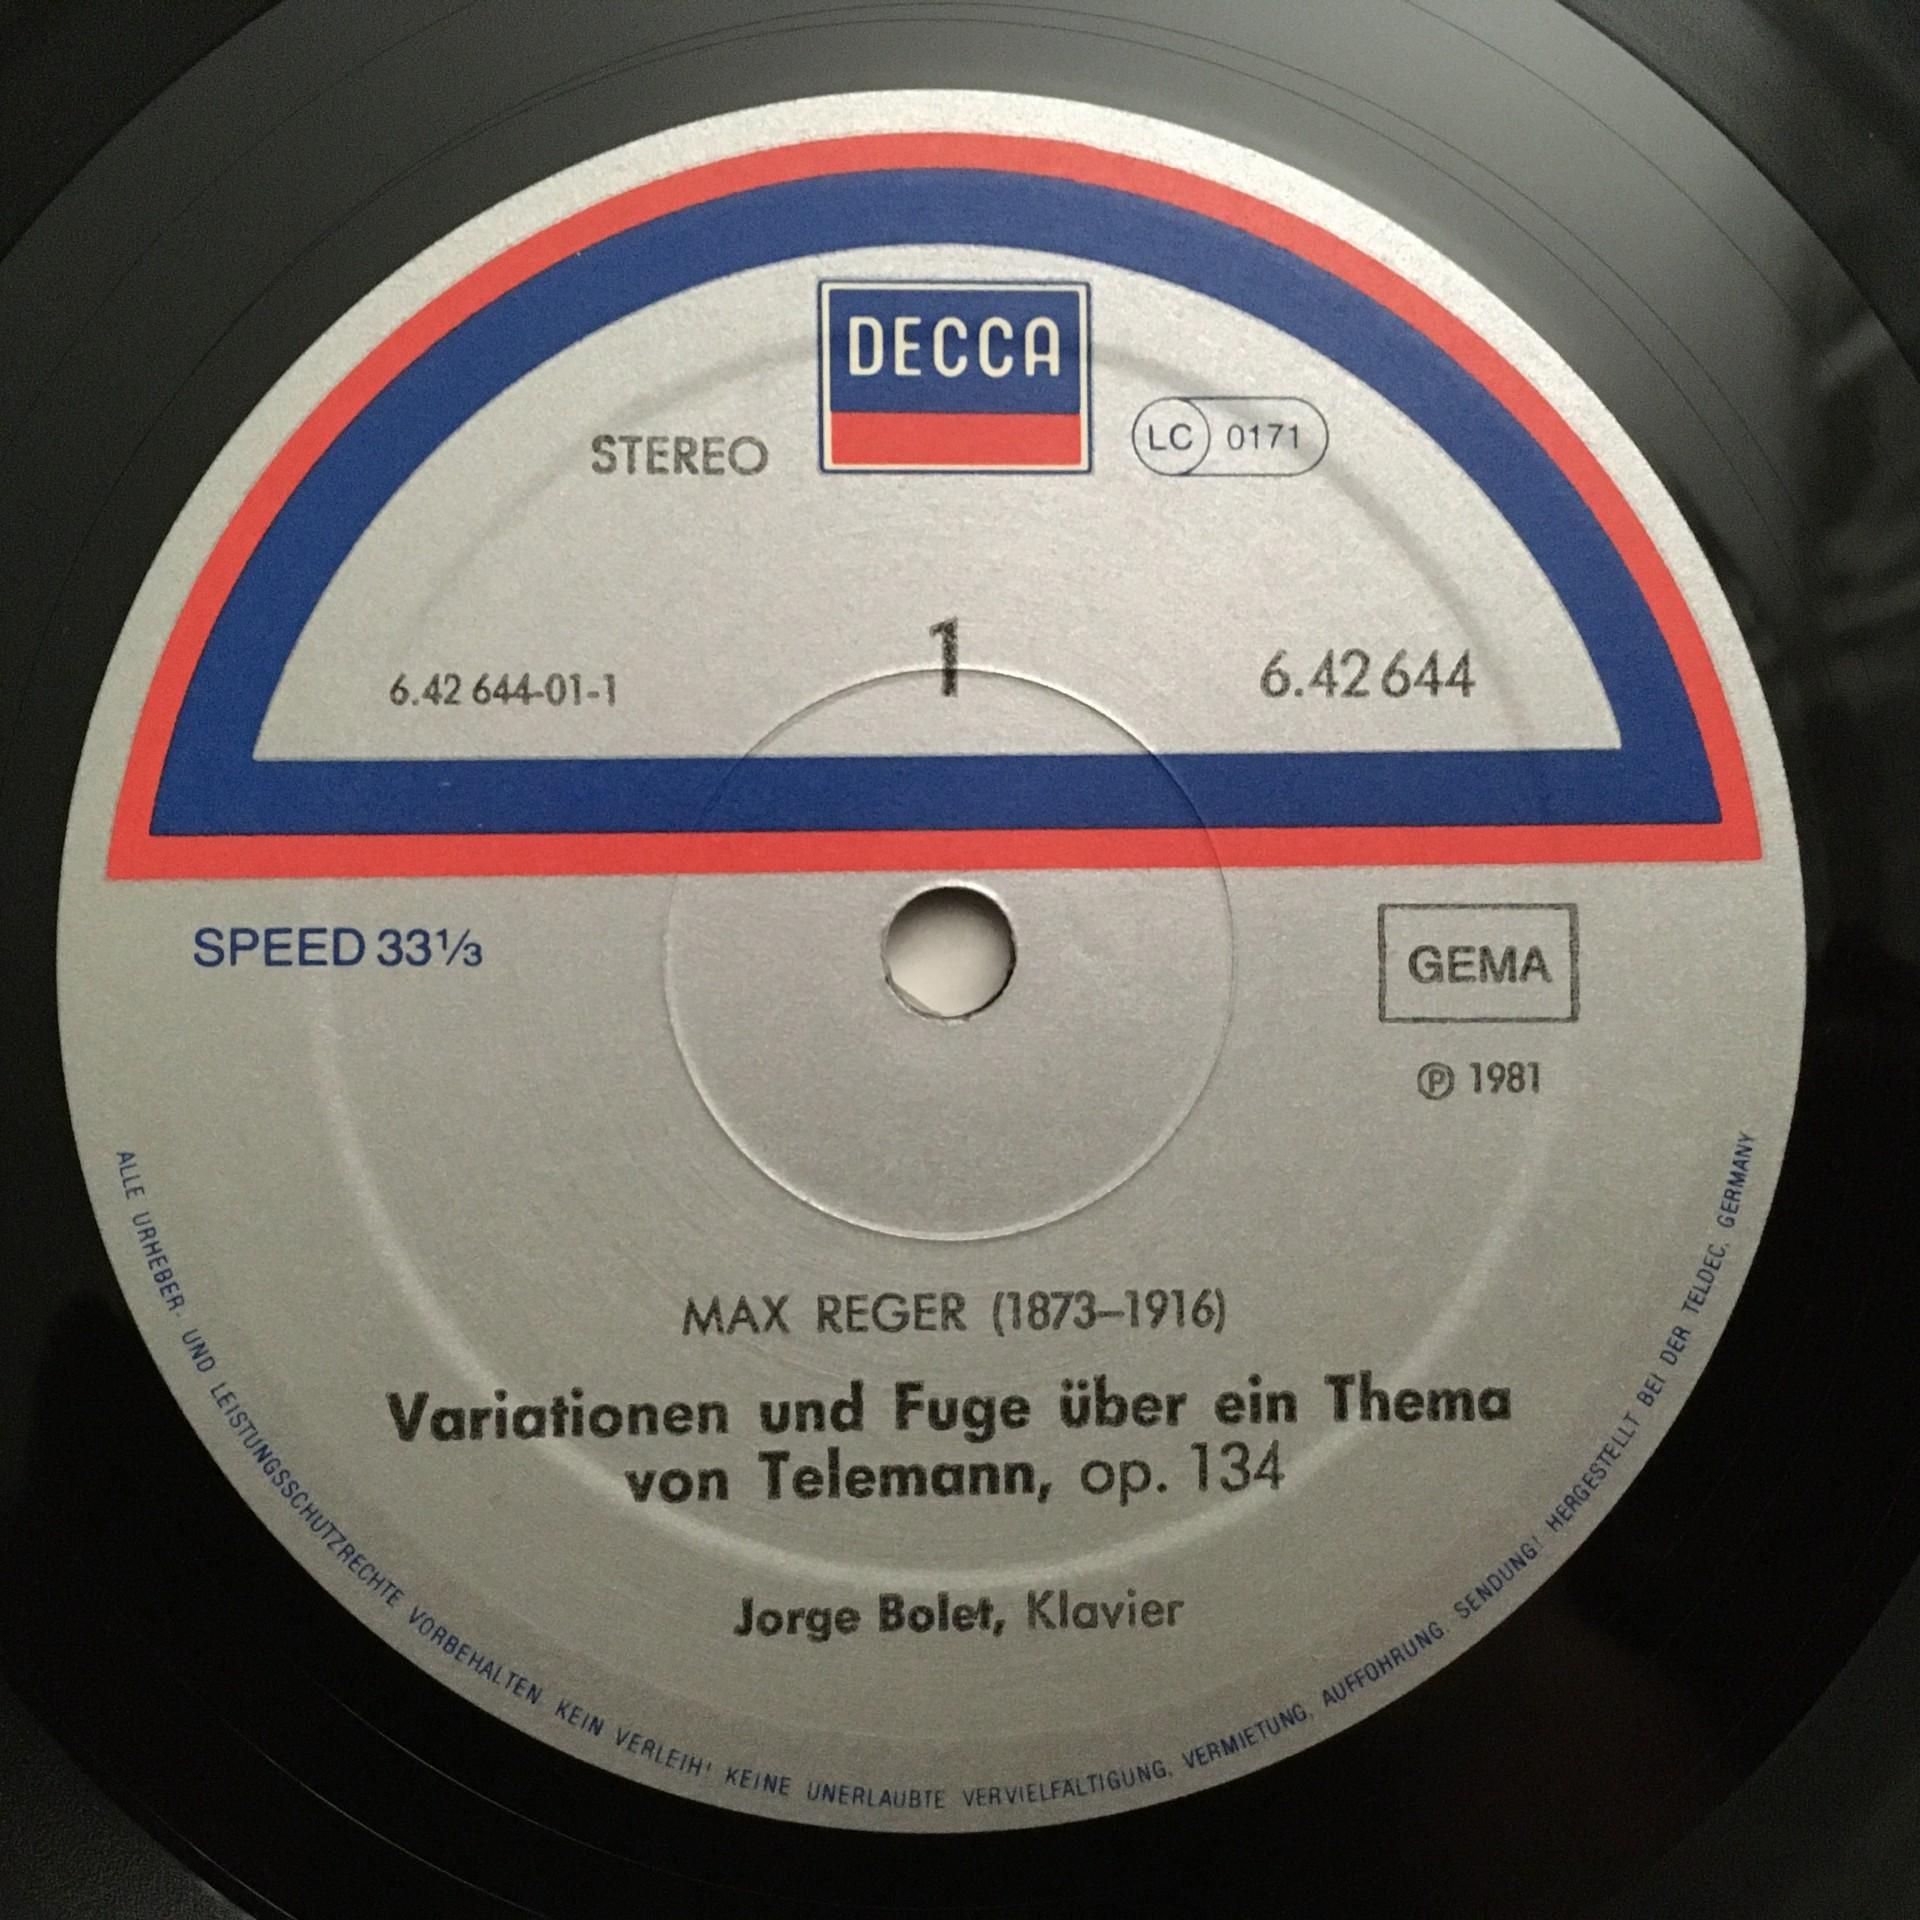 DECCA
STEREO
LC 0171
1
6.42 644-01-1
6.42 644
SPEED 33⅓
GEMA
Ⓟ 1981
MAX REGER (1873–1916)
Variationen und Fuge über ein Thema
von Telemann, op. 134
Jorge Bolet, Klavier
ALLE URHEBER- UND LEISTUNGSSCHUTZRECHTE VORBEHALTEN KEIN VERLEIH! KEINE UNERLAUBTE VERVIELFÄLTIGUNG, VERMIETUNG, AUFFÜHRUNG, SENDUNG! HERGESTELLT BEI DER TELDEC, GERMANY